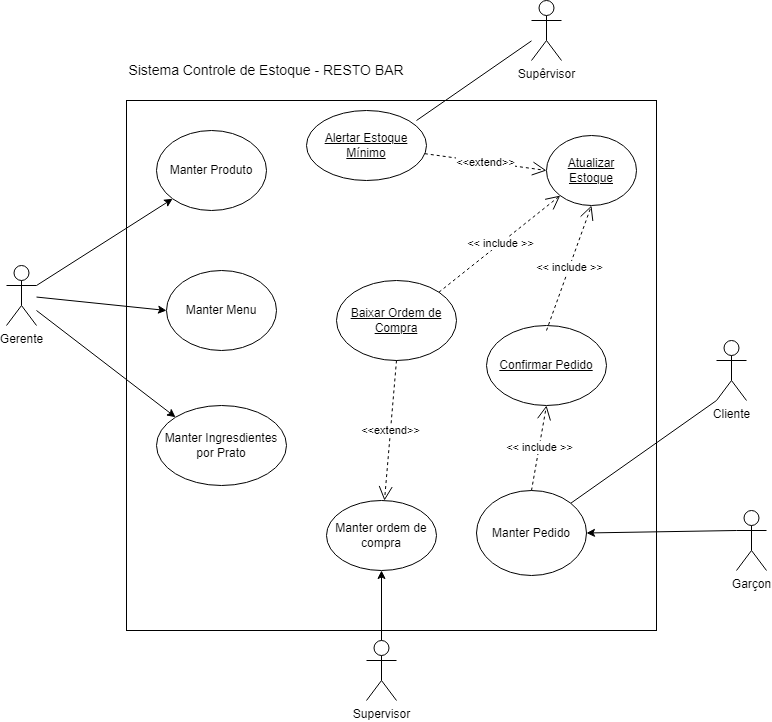 Supêrvisor
Sistema Controle de Estoque - RESTO BAR
Alertar Estoque
Mínimo
Atualizar
Estoque
<<extend>>
Manter Produto
<< include >>
<< include >>
Manter Menu
Baixar Ordem de
Compra
Gerente
Confirmar Pedido
Cliente
<<extend>>
Manter Ingresdientes
por Prato
<< include >>
Manter ordem de
compra
Manter Pedido
Garçon
Supervisor